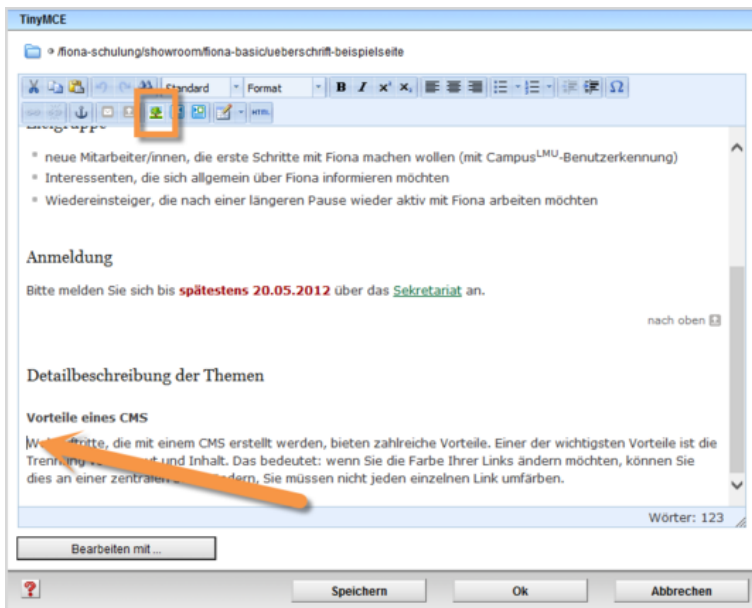 TinyMCE
/fiona-schulung/showroom/fiona-basic/ueberschrift-beispielseite
Standard Format B I x² x₂ Ω
HTML
Zielgruppe
neue Mitarbeiter/innen, die erste Schritte mit Fiona machen wollen (mit CampusLMU-Benutzerkennung)
Interessenten, die sich allgemein über Fiona informieren möchten
Wiedereinsteiger, die nach einer längeren Pause wieder aktiv mit Fiona arbeiten möchten
Anmeldung
Bitte melden Sie sich bis spätestens 20.05.2012 über das Sekretariat an.
nach oben
Detailbeschreibung der Themen
Vorteile eines CMS
die mit einem CMS erstellt werden, bieten zahlreiche Vorteile. Einer der wichtigsten Vorteile ist die
Trennung und Inhalt. Das bedeutet: wenn Sie die Farbe Ihrer Links ändern möchten, können Sie
dies an einer zentralen Sie müssen nicht jeden einzelnen Link umfärben.
Wörter: 123
Bearbeiten mit ...
? Speichern Ok Abbrechen